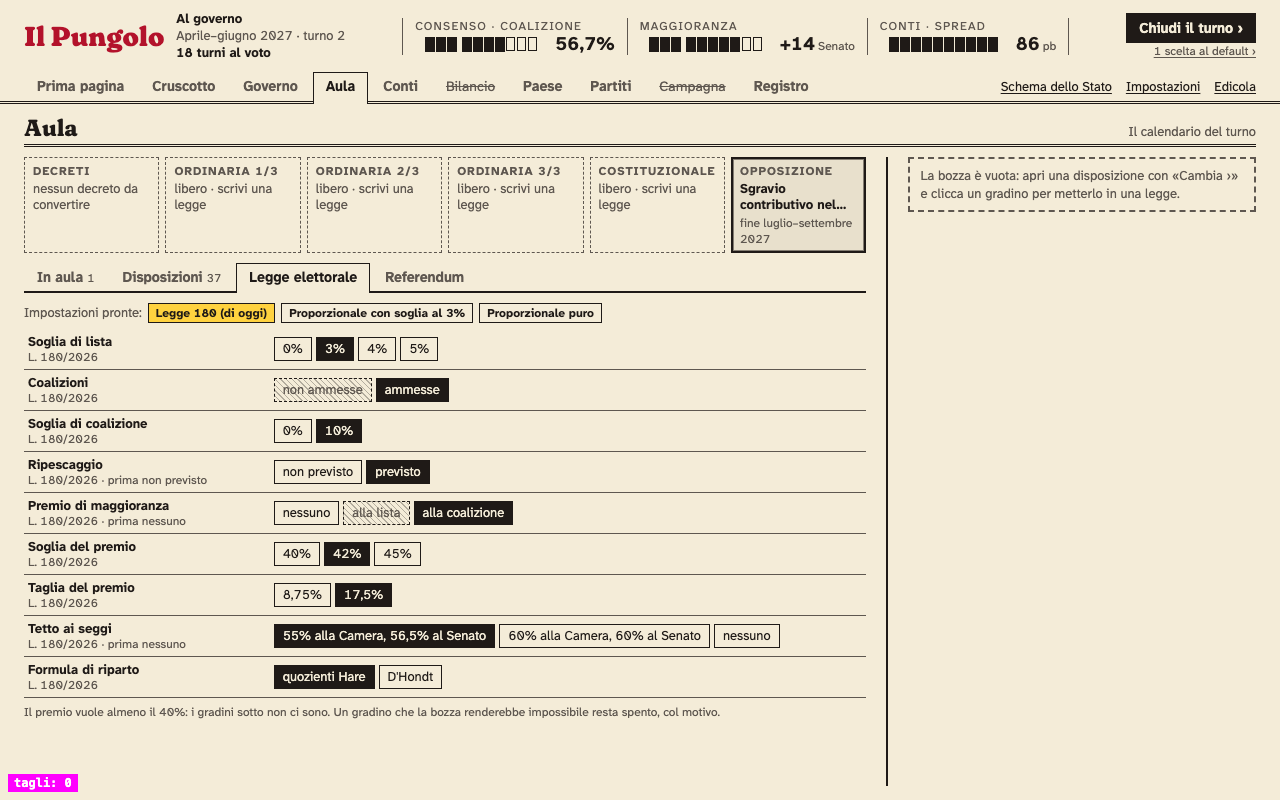 Il Pungolo
Al governo
Aprile–giugno 2027 · turno 2
18 turni al voto
CONSENSO · COALIZIONE
56,7%
MAGGIORANZA
+14 Senato
CONTI · SPREAD
86 pb
Chiudi il turno ›
1 scelta al default ›
Prima pagina Cruscotto Governo Aula Conti Bilancio Paese Partiti Campagna Registro
Schema dello Stato Impostazioni Edicola
Aula
Il calendario del turno
DECRETI
nessun decreto da
convertire
ORDINARIA 1/3
libero · scrivi una
legge
ORDINARIA 2/3
libero · scrivi una
legge
ORDINARIA 3/3
libero · scrivi una
legge
COSTITUZIONALE
libero · scrivi una
legge
OPPOSIZIONE
Sgravio
contributivo nel…
fine luglio–settembre
2027
La bozza è vuota: apri una disposizione con «Cambia ›»
e clicca un gradino per metterlo in una legge.
In aula 1 Disposizioni 37 Legge elettorale Referendum
Impostazioni pronte: Legge 180 (di oggi) Proporzionale con soglia al 3% Proporzionale puro
Soglia di lista
L. 180/2026
0% 3% 4% 5%
Coalizioni
L. 180/2026
non ammesse ammesse
Soglia di coalizione
L. 180/2026
0% 10%
Ripescaggio
L. 180/2026 · prima non previsto
non previsto previsto
Premio di maggioranza
L. 180/2026 · prima nessuno
nessuno alla lista alla coalizione
Soglia del premio
L. 180/2026
40% 42% 45%
Taglia del premio
L. 180/2026
8,75% 17,5%
Tetto ai seggi
L. 180/2026 · prima nessuno
55% alla Camera, 56,5% al Senato 60% alla Camera, 60% al Senato nessuno
Formula di riparto
L. 180/2026
quozienti Hare D'Hondt
Il premio vuole almeno il 40%: i gradini sotto non ci sono. Un gradino che la bozza renderebbe impossibile resta spento, col motivo.
tagli: 0